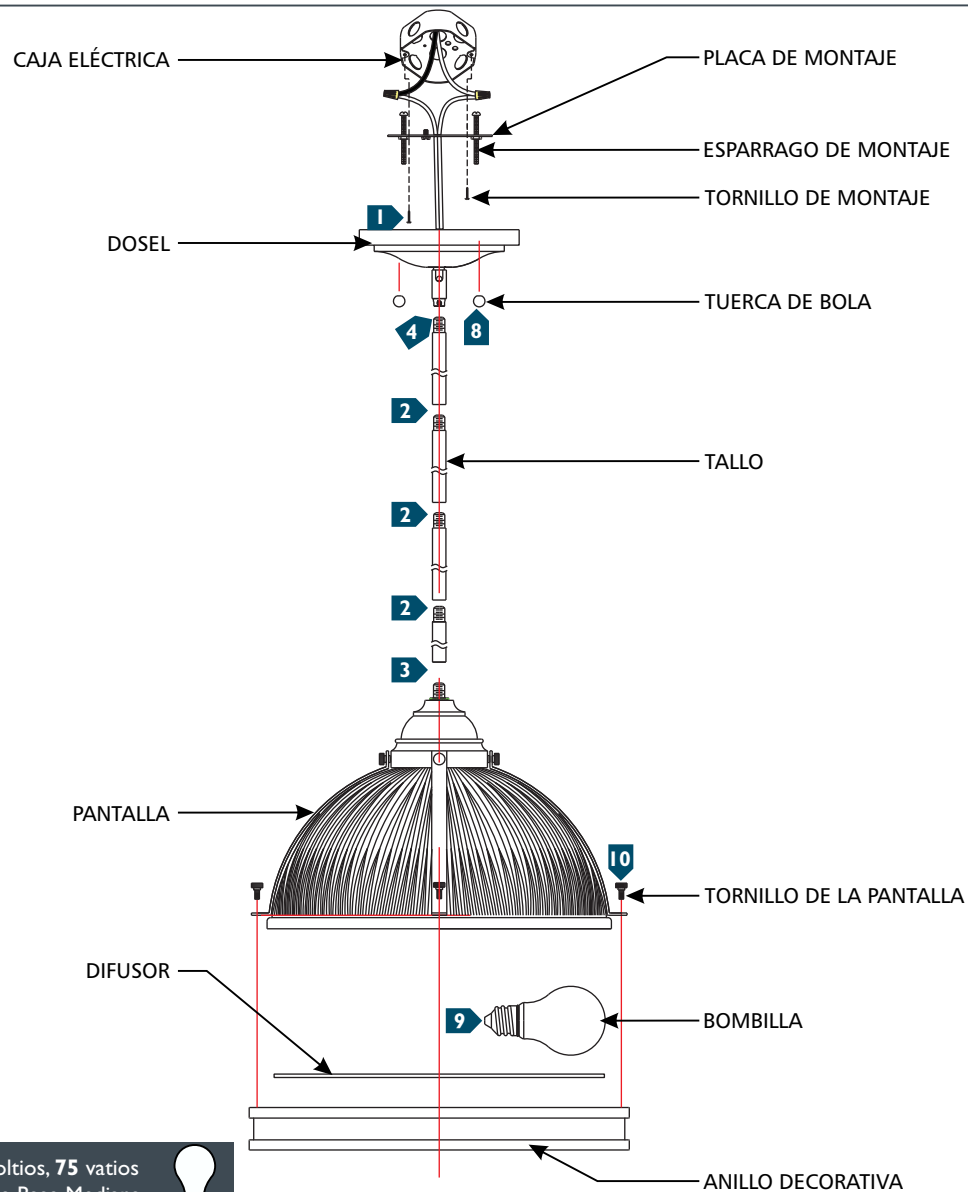 CAJA ELÉCTRICA
PLACA DE MONTAJE
ESPARRAGO DE MONTAJE
TORNILLO DE MONTAJE
1
DOSEL
TUERCA DE BOLA
4
8
2
TALLO
2
2
3
PANTALLA
10
TORNILLO DE LA PANTALLA
DIFUSOR
9
BOMBILLA
ANILLO DECORATIVA
75 vatios